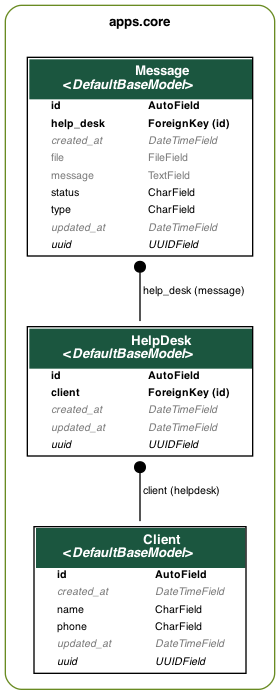 apps.core
Message
<DefaultBaseModel>
id AutoField
help_desk ForeignKey (id)
created_at DateTimeField
file FileField
message TextField
status CharField
type CharField
updated_at DateTimeField
uuid UUIDField
help_desk (message)
HelpDesk
<DefaultBaseModel>
id AutoField
client ForeignKey (id)
created_at DateTimeField
updated_at DateTimeField
uuid UUIDField
client (helpdesk)
Client
<DefaultBaseModel>
id AutoField
created_at DateTimeField
name CharField
phone CharField
updated_at DateTimeField
uuid UUIDField